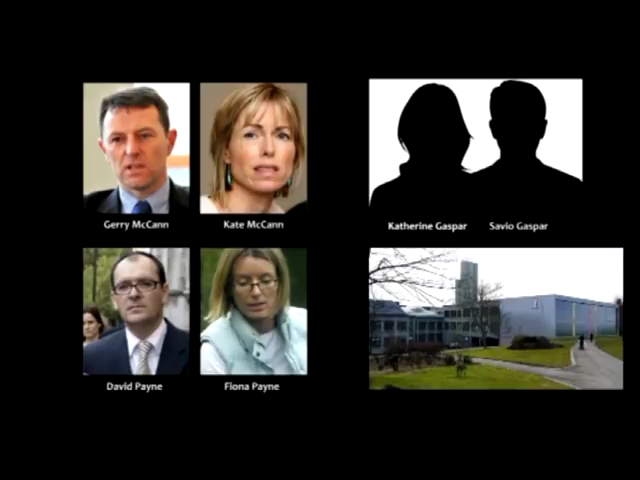 Gerry McCann
Kate McCann
Katherine Gaspar
Savio Gaspar
David Payne
Fiona Payne